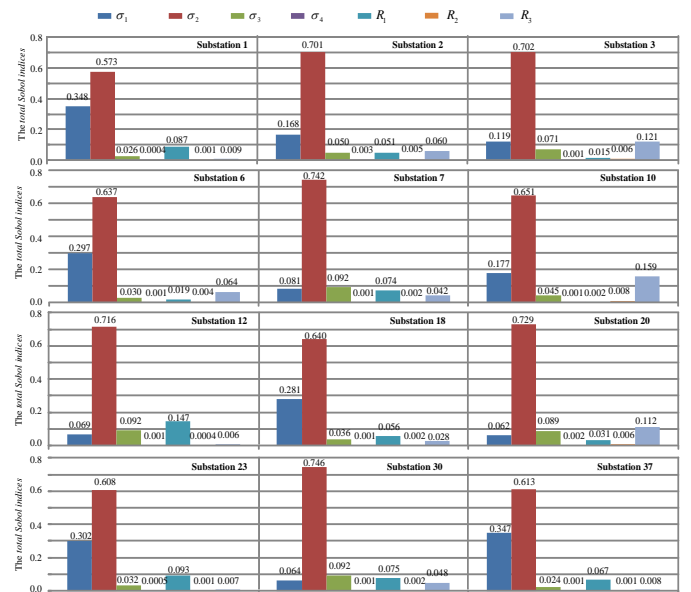 σ1 σ2 σ3 σ4 R1 R2 R3
The total Sobol indices
0.8
0.6
0.4
0.2
0.0
Substation 1
0.348 0.573 0.026 0.0004 0.087 0.001 0.009
Substation 2
0.168 0.701 0.050 0.003 0.051 0.005 0.060
Substation 3
0.119 0.702 0.071 0.001 0.015 0.006 0.121
The total Sobol indices
0.8
0.6
0.4
0.2
0.0
Substation 6
0.297 0.637 0.030 0.001 0.019 0.004 0.064
Substation 7
0.081 0.742 0.092 0.001 0.074 0.002 0.042
Substation 10
0.177 0.651 0.045 0.001 0.002 0.008 0.159
The total Sobol indices
0.8
0.6
0.4
0.2
0.0
Substation 12
0.069 0.716 0.092 0.001 0.147 0.0004 0.006
Substation 18
0.281 0.640 0.036 0.001 0.056 0.002 0.028
Substation 20
0.062 0.729 0.089 0.002 0.031 0.006 0.112
The total Sobol indices
0.8
0.6
0.4
0.2
0.0
Substation 23
0.302 0.608 0.032 0.0005 0.093 0.001 0.007
Substation 30
0.064 0.746 0.092 0.001 0.075 0.002 0.048
Substation 37
0.347 0.613 0.024 0.001 0.067 0.001 0.008